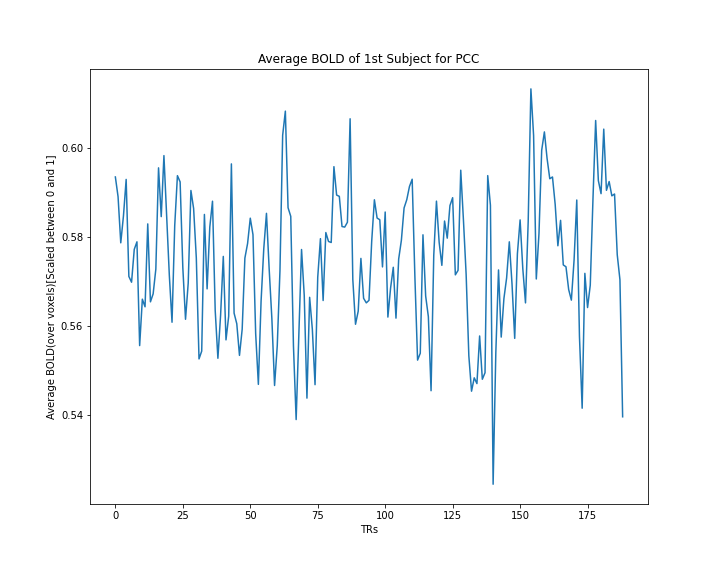 Average BOLD of 1st Subject for PCC
Average BOLD(over voxels)[Scaled between 0 and 1]
0.60
0.58
0.56
0.54
0 25 50 75 100 125 150 175
TRs